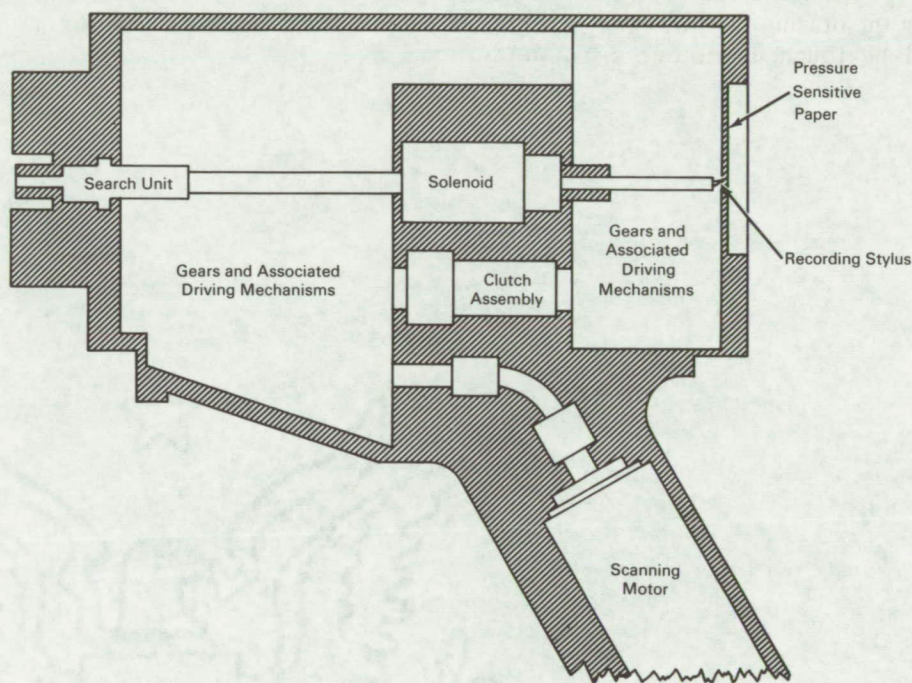 Pressure
Sensitive
Paper
Search Unit
Solenoid
Gears and Associated
Driving Mechanisms
Clutch
Assembly
Gears and
Associated
Driving
Mechanisms
Recording Stylus
Scanning
Motor